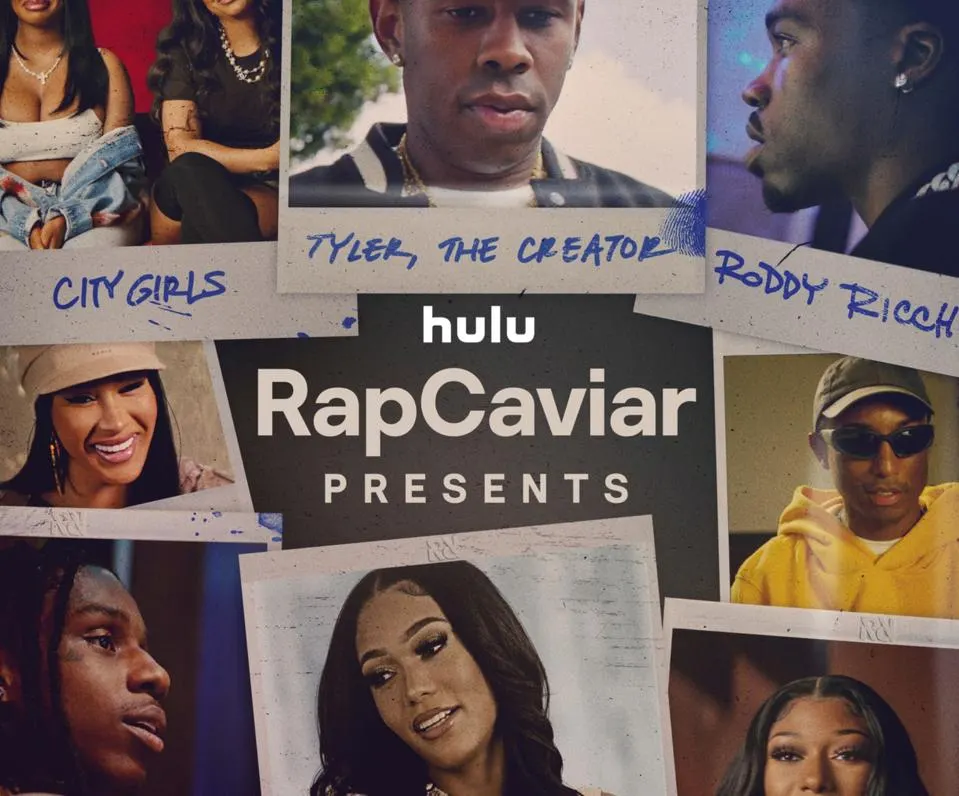 CITY GIRLS
TYLER, THE CREATOR
RODDY RICCH
hulu
RapCaviar
PRESENTS